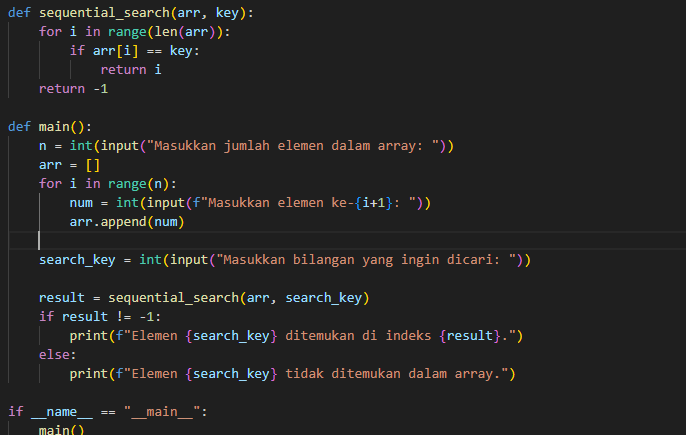 def sequential_search(arr, key):
    for i in range(len(arr)):
        if arr[i] == key:
            return i
    return -1

def main():
    n = int(input("Masukkan jumlah elemen dalam array: "))
    arr = []
    for i in range(n):
        num = int(input(f"Masukkan elemen ke-{i+1}: "))
        arr.append(num)

    search_key = int(input("Masukkan bilangan yang ingin dicari: "))

    result = sequential_search(arr, search_key)
    if result != -1:
        print(f"Elemen {search_key} ditemukan di indeks {result}.")
    else:
        print(f"Elemen {search_key} tidak ditemukan dalam array.")

if __name__ == "__main__":
    main()